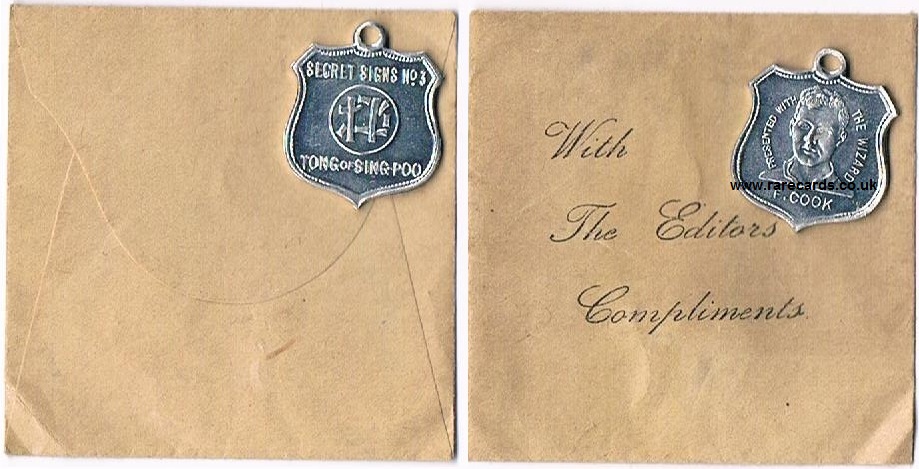 SECRET SIGNS No 3
TONG OF SING-POO
With
The Editors
Compliments
PRESENTED WITH THE WIZARD
F. COOK
www.rarecards.co.uk